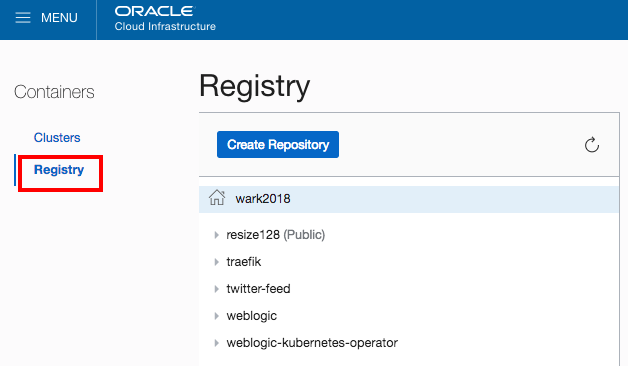 MENU
ORACLE
Cloud Infrastructure
Containers
Clusters
Registry
Registry
Create Repository
wark2018
resize128 (Public)
traefik
twitter-feed
weblogic
weblogic-kubernetes-operator